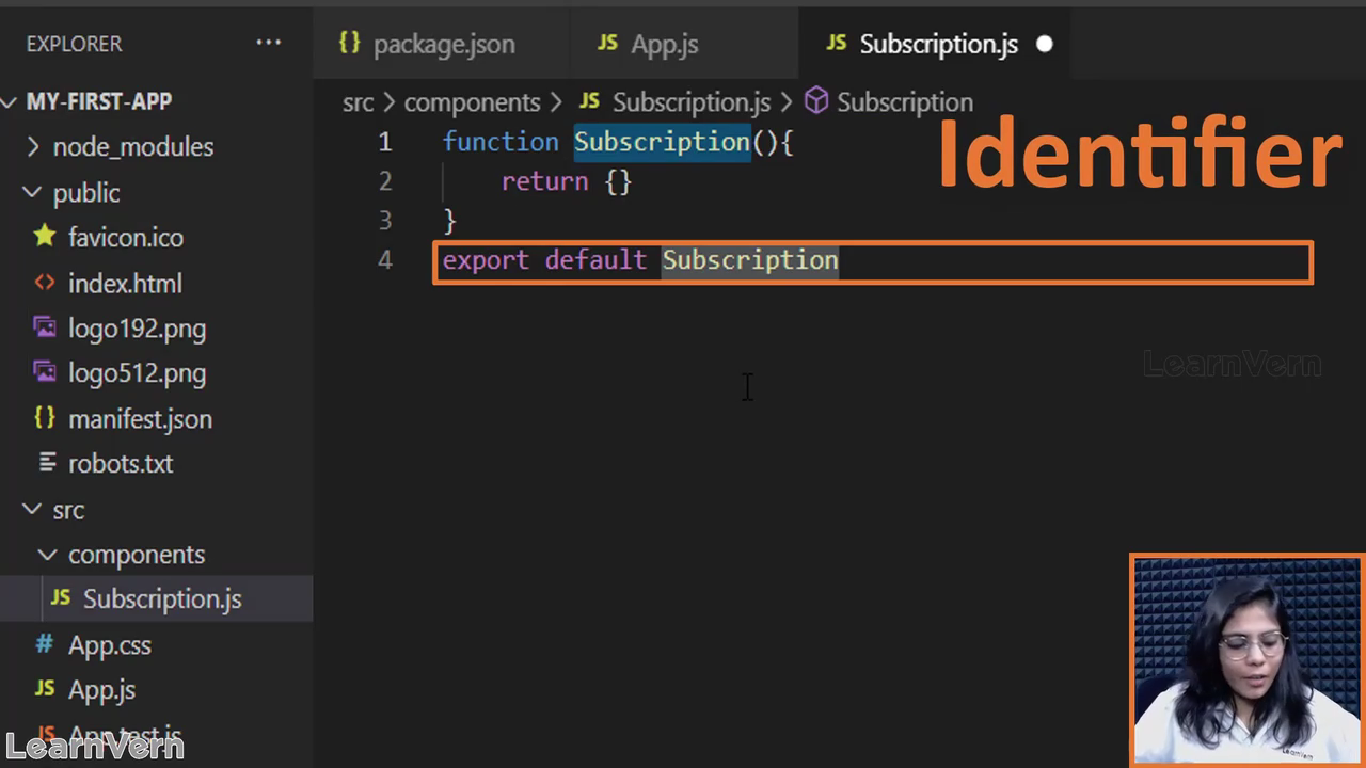 EXPLORER ...
MY-FIRST-APP
node_modules
public
favicon.ico
index.html
logo192.png
logo512.png
{} manifest.json
robots.txt
src
components
JS Subscription.js
# App.css
JS App.js
JS App.test.js
LearnVern
{} package.json
JS App.js
JS Subscription.js
src > components > JS Subscription.js > Subscription
1 function Subscription(){
2 return {}
3 }
4 export default Subscription
Identifier
LearnVern